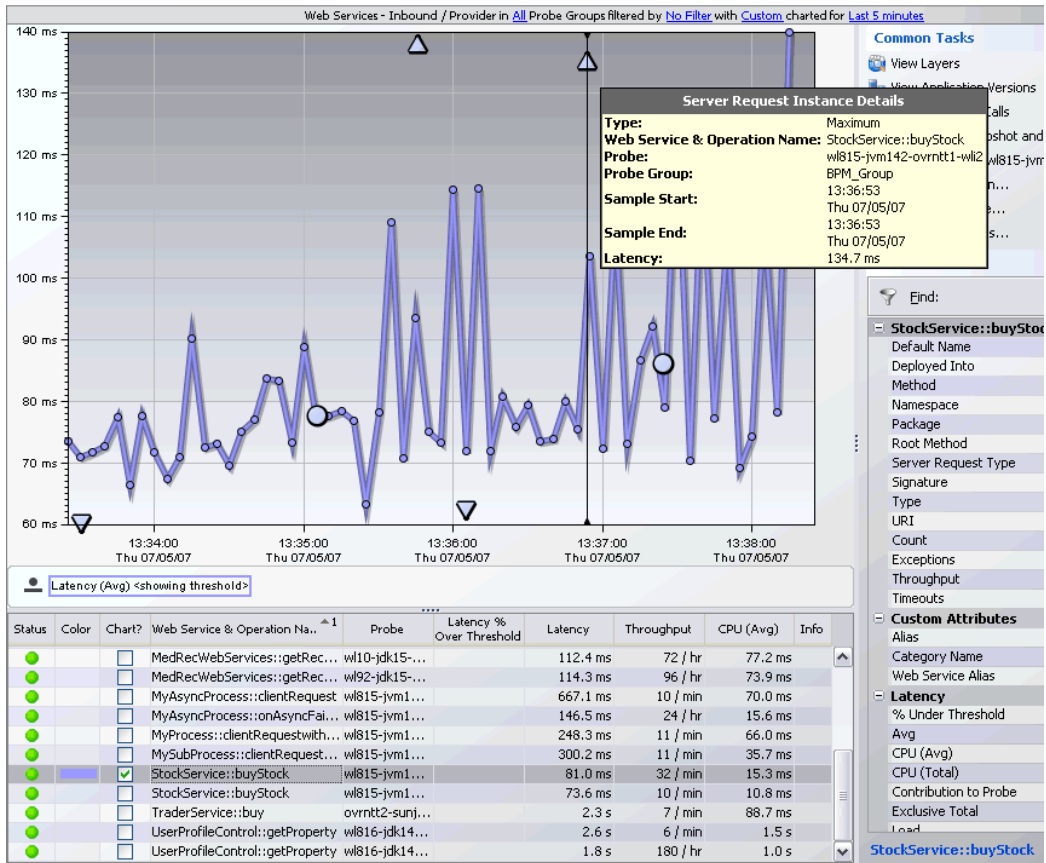 Web Services - Inbound / Provider in All Probe Groups filtered by No Filter with Custom charted for Last 5 minutes
140 ms
130 ms
120 ms
110 ms
100 ms
90 ms
80 ms
70 ms
60 ms
13:34:00
Thu 07/05/07
13:35:00
Thu 07/05/07
13:36:00
Thu 07/05/07
13:37:00
Thu 07/05/07
13:38:00
Thu 07/05/07
Server Request Instance Details
Type: Maximum
Web Service & Operation Name: StockService::buyStock
Probe: wl815-jvm142-ovrntt1-wli2
Probe Group: BPM_Group
Sample Start: 13:36:53 Thu 07/05/07
Sample End: 13:36:53 Thu 07/05/07
Latency: 134.7 ms
Common Tasks
View Layers
View Application Versions
Calls
pshot and
wl815-jvm
n...
e...
s...
Latency (Avg) <showing threshold>
Status Color Chart? Web Service & Operation Na.. 1 Probe Latency % Over Threshold Latency Throughput CPU (Avg) Info
MedRecWebServices::getRec... wl10-jdk15-... 112.4 ms 72 / hr 77.2 ms
MedRecWebServices::getRec... wl92-jdk15-... 114.3 ms 96 / hr 73.9 ms
MyAsyncProcess::clientRequest wl815-jvm1... 667.1 ms 10 / min 70.0 ms
MyAsyncProcess::onAsyncFai... wl815-jvm1... 146.5 ms 24 / hr 15.6 ms
MyProcess::clientRequestwith... wl815-jvm1... 248.3 ms 11 / min 66.0 ms
MySubProcess::clientRequest... wl815-jvm1... 300.2 ms 11 / min 35.7 ms
StockService::buyStock wl815-jvm1... 81.0 ms 32 / min 15.3 ms
StockService::buyStock wl815-jvm1... 73.6 ms 10 / min 10.8 ms
TraderService::buy ovrntt2-sunj... 2.3 s 7 / min 88.7 ms
UserProfileControl::getProperty wl816-jdk14... 2.6 s 6 / min 1.5 s
UserProfileControl::getProperty wl816-jdk14... 1.8 s 180 / hr 1.0 s
Find:
StockService::buyStoc
Default Name
Deployed Into
Method
Namespace
Package
Root Method
Server Request Type
Signature
Type
URI
Count
Exceptions
Throughput
Timeouts
Custom Attributes
Alias
Category Name
Web Service Alias
Latency
% Under Threshold
Avg
CPU (Avg)
CPU (Total)
Contribution to Probe
Exclusive Total
Load
StockService::buyStock